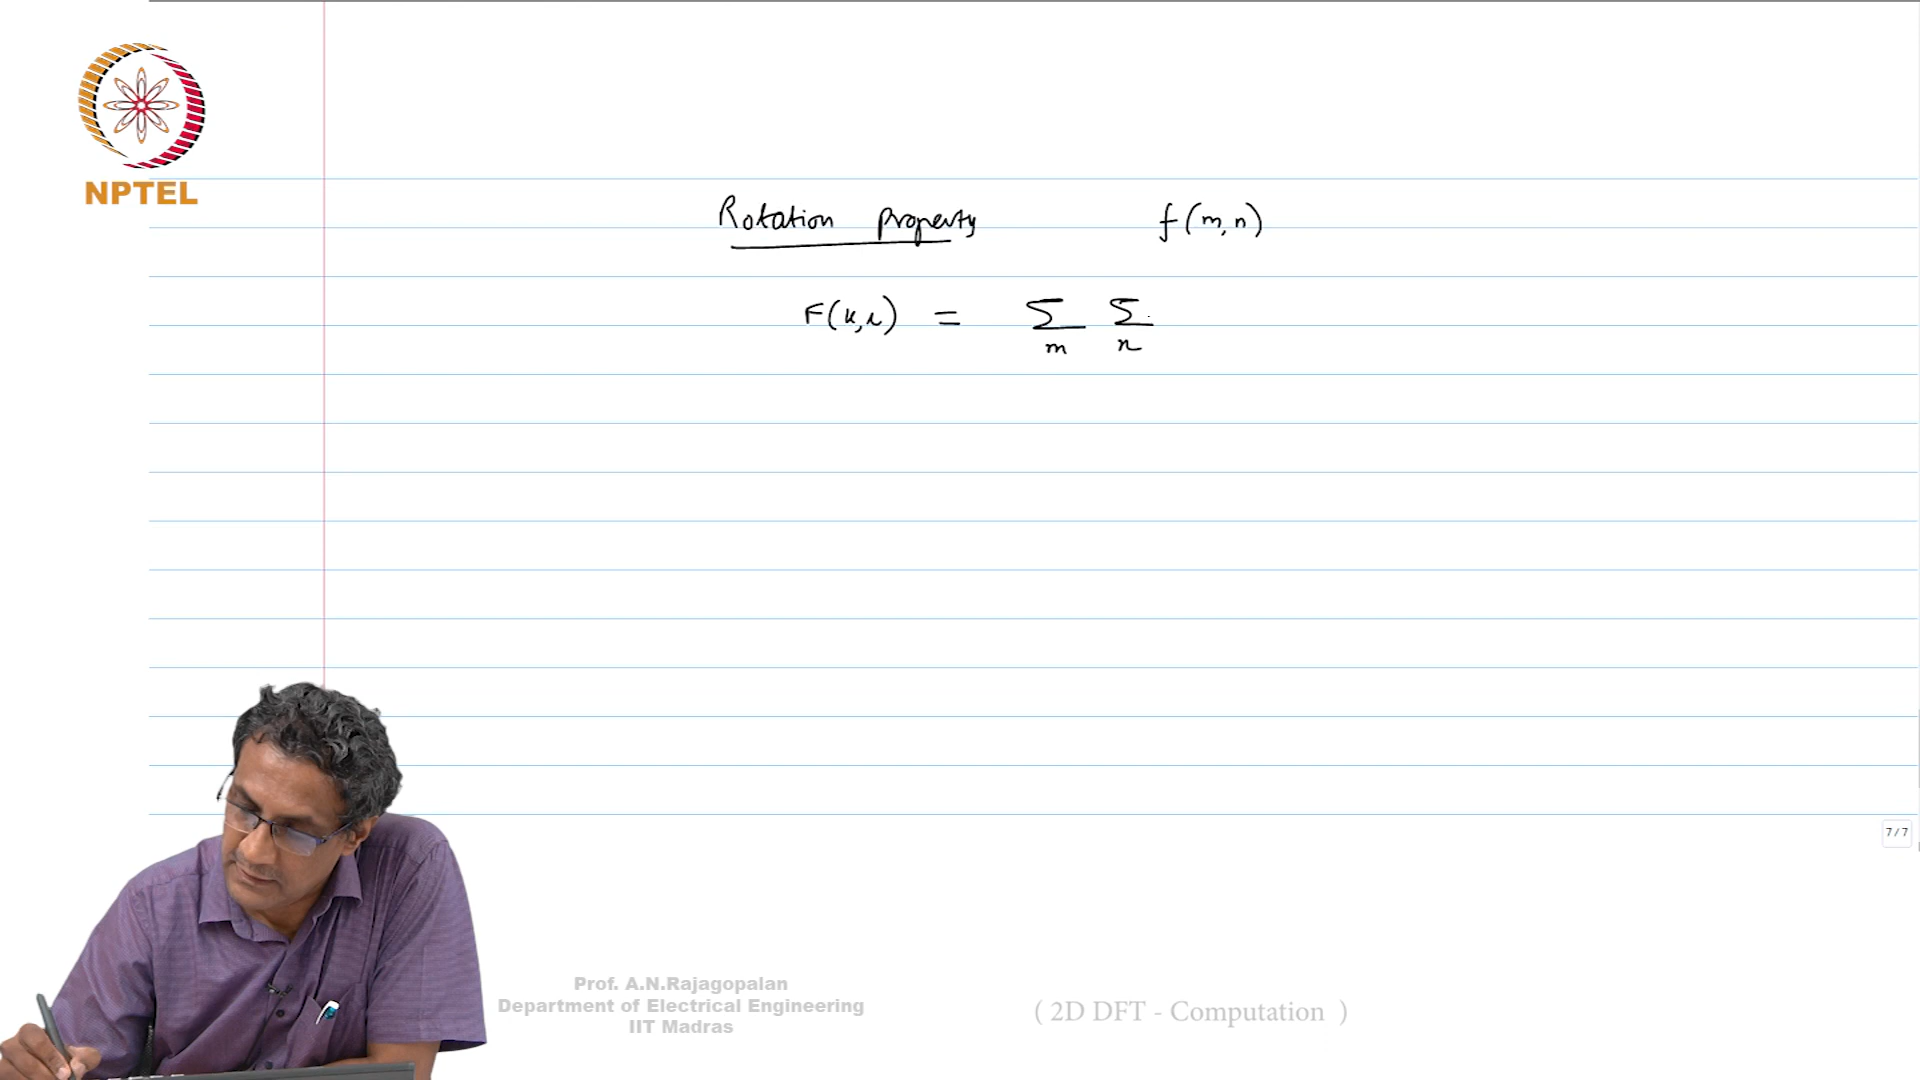 NPTEL
Rotation Property f(m,n)
F(k,l) = Σ Σ
m n
7/7
Prof. A.N.Rajagopalan
Department of Electrical Engineering
IIT Madras
( 2D DFT - Computation )